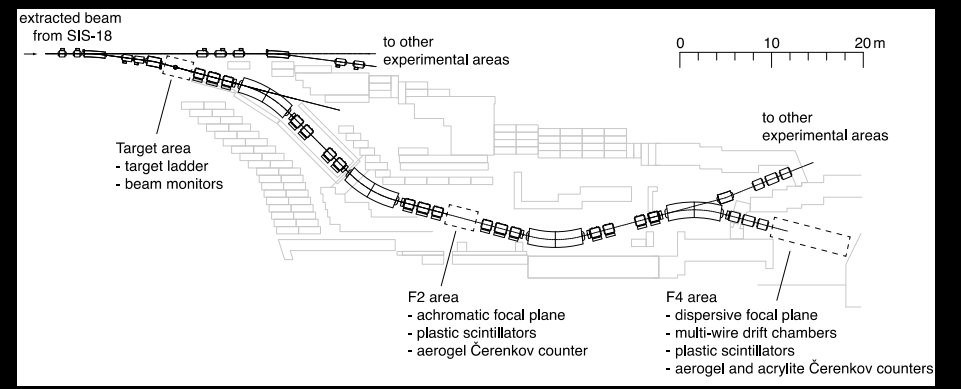 extracted beam
from SIS-18
to other
experimental areas
0 10 20 m
to other
experimental areas
Target area
- target ladder
- beam monitors
F2 area
- achromatic focal plane
- plastic scintillators
- aerogel Čerenkov counter
F4 area
- dispersive focal plane
- multi-wire drift chambers
- plastic scintillators
- aerogel and acrylite Čerenkov counters